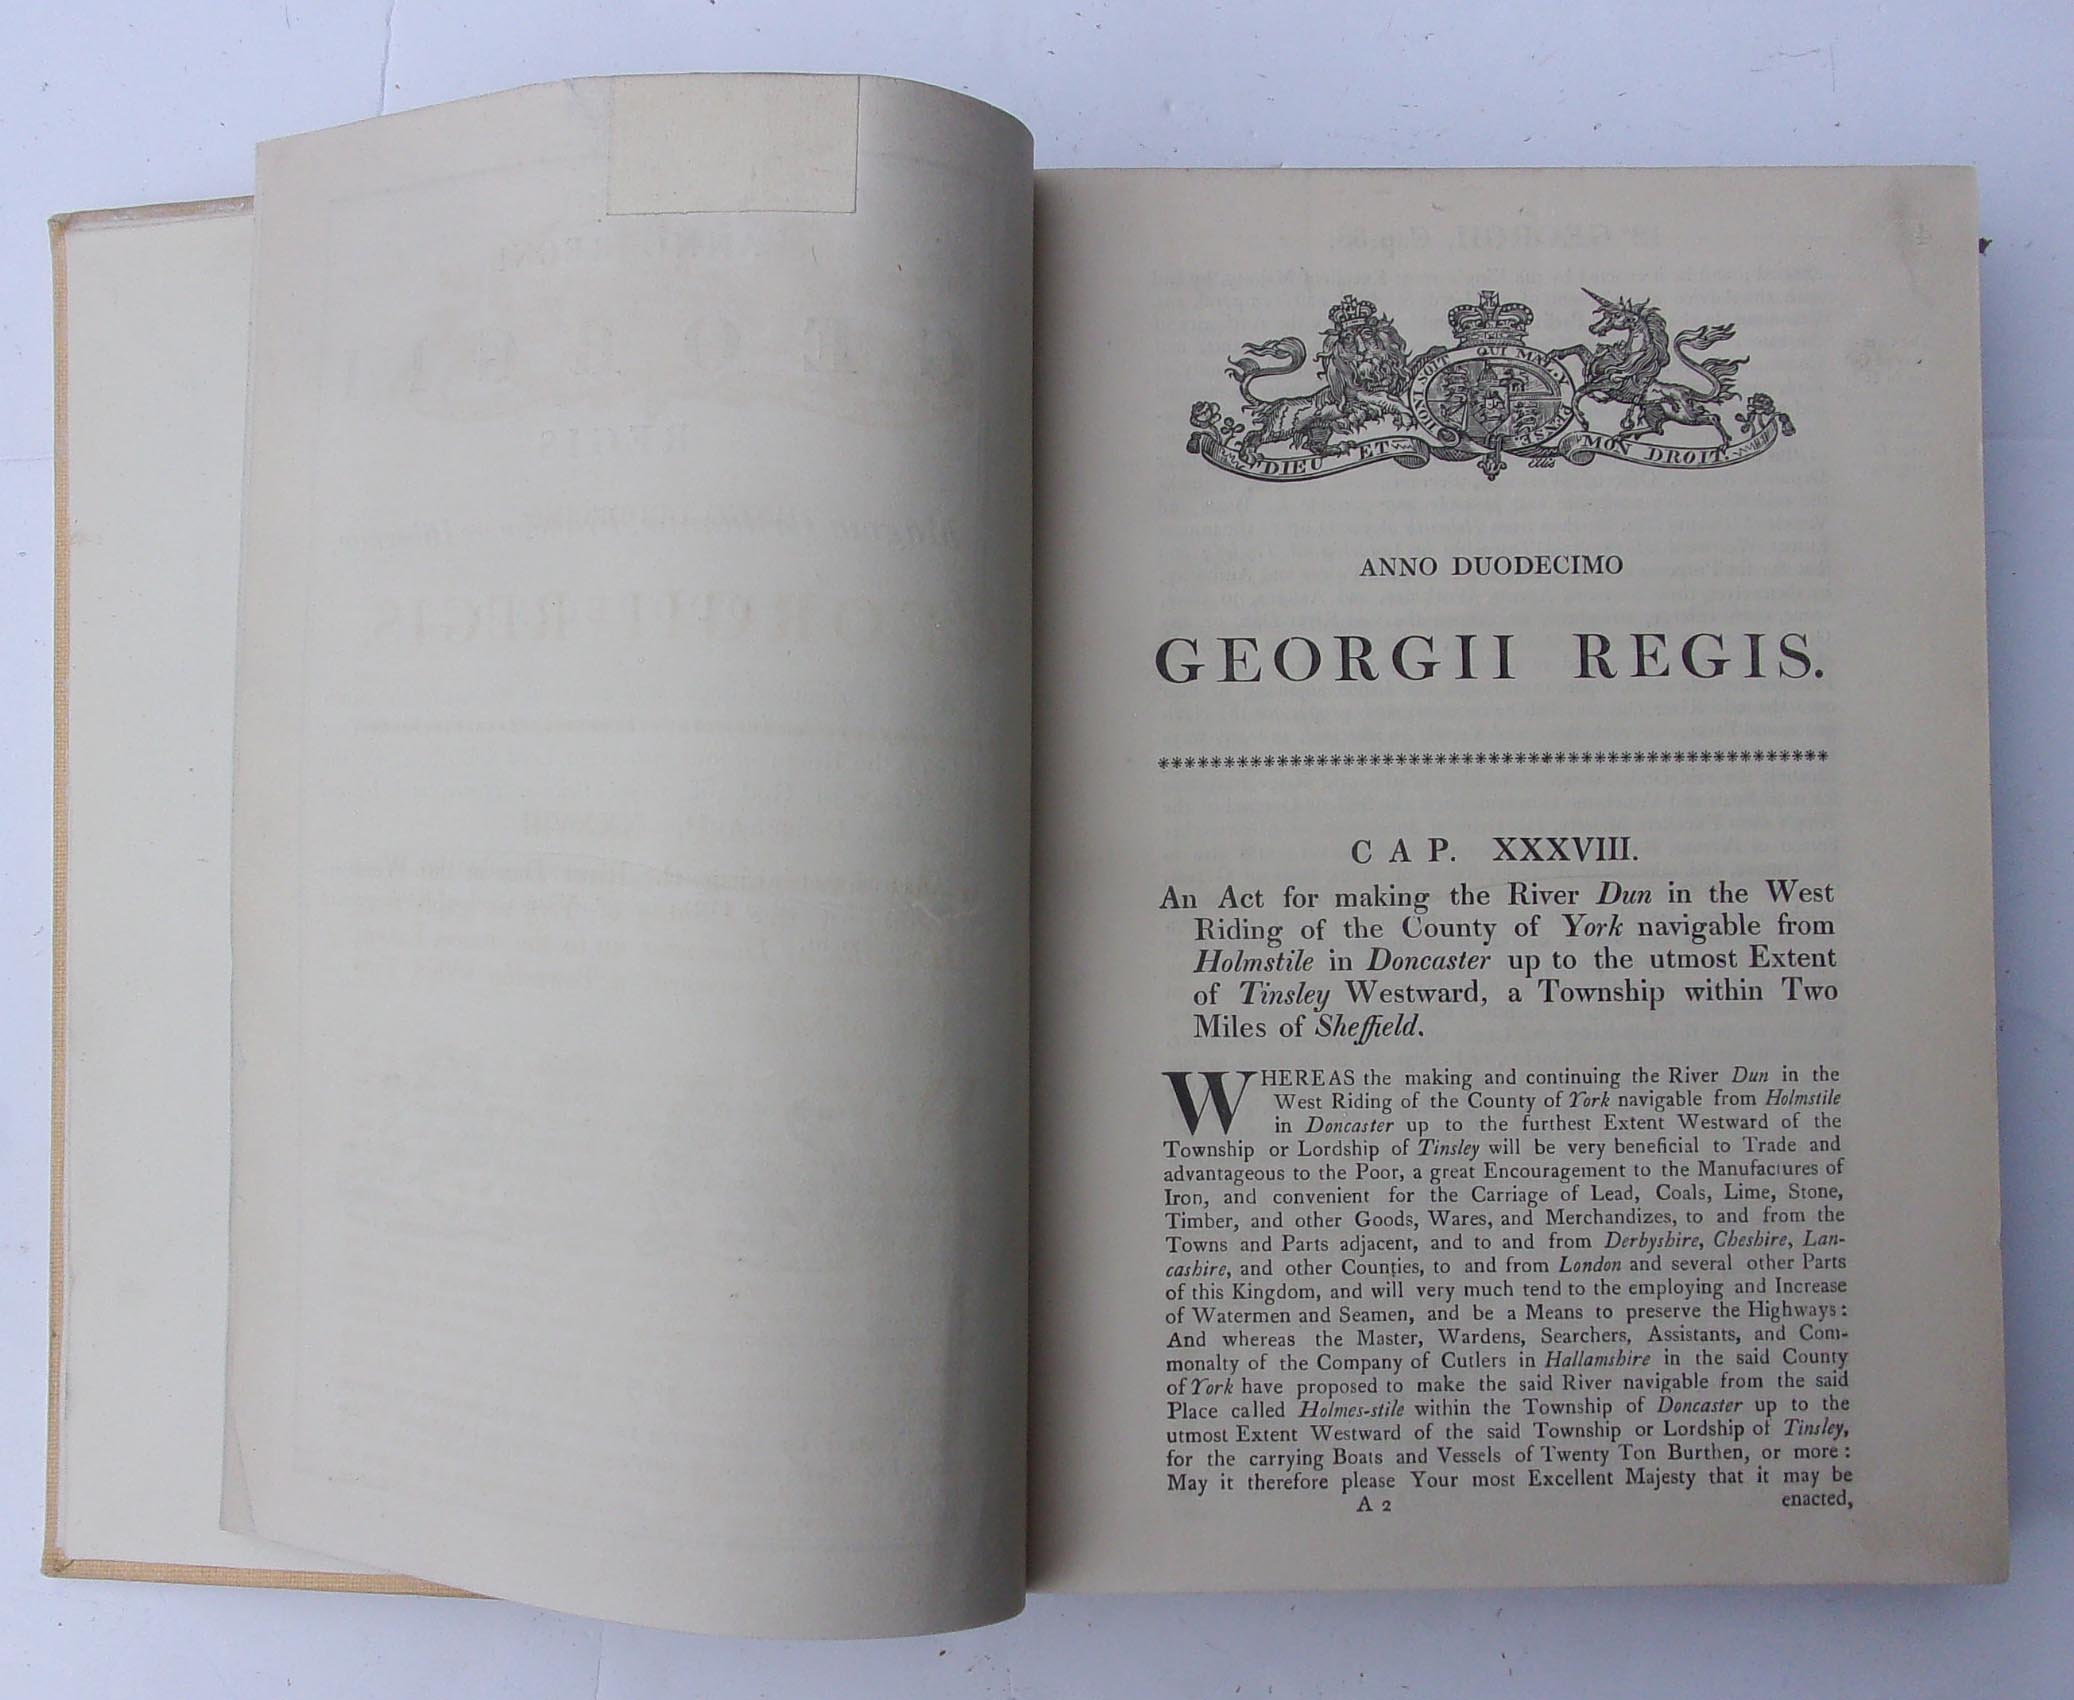 HONI SOIT QUI MAL Y PENSE
DIEU ET MON DROIT.
ellis
ANNO DUODECIMO
GEORGII REGIS.
CAP. XXXVIII.
An Act for making the River Dun in the West
Riding of the County of York navigable from
Holmstile in Doncaster up to the utmost Extent
of Tinsley Westward, a Township within Two
Miles of Sheffield.
WHEREAS the making and continuing the River Dun in the
West Riding of the County of York navigable from Holmstile
in Doncaster up to the furthest Extent Westward of the
Township or Lordship of Tinsley will be very beneficial to Trade and
advantageous to the Poor, a great Encouragement to the Manufactures of
Iron, and convenient for the Carriage of Lead, Coals, Lime, Stone,
Timber, and other Goods, Wares, and Merchandizes, to and from the
Towns and Parts adjacent, and to and from Derbyshire, Cheshire, Lan-
cashire, and other Counties, to and from London and several other Parts
of this Kingdom, and will very much tend to the employing and Increase
of Watermen and Seamen, and be a Means to preserve the Highways:
And whereas the Master, Wardens, Searchers, Assistants, and Com-
monalty of the Company of Cutlers in Hallamshire in the said County
of York have proposed to make the said River navigable from the said
Place called Holmes-stile within the Township of Doncaster up to the
utmost Extent Westward of the said Township or Lordship of Tinsley,
for the carrying Boats and Vessels of Twenty Ton Burthen, or more:
May it therefore please Your most Excellent Majesty that it may be
A 2 enacted,